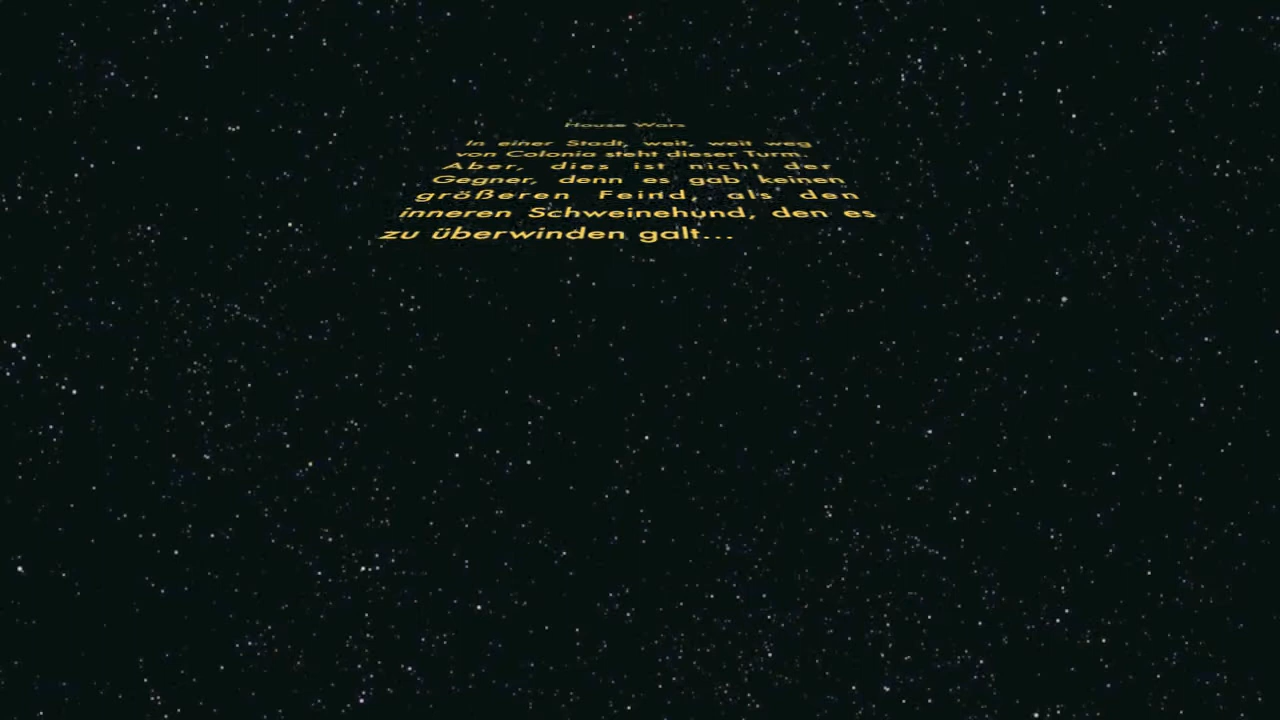 House Wars
In einer Stadt, weit, weit weg
von Colonia steht dieser Turm.
Aber, dies ist nicht der
Gegner, denn es gab keinen
größeren Feind, als den
inneren Schweinehund, den es
zu überwinden galt...